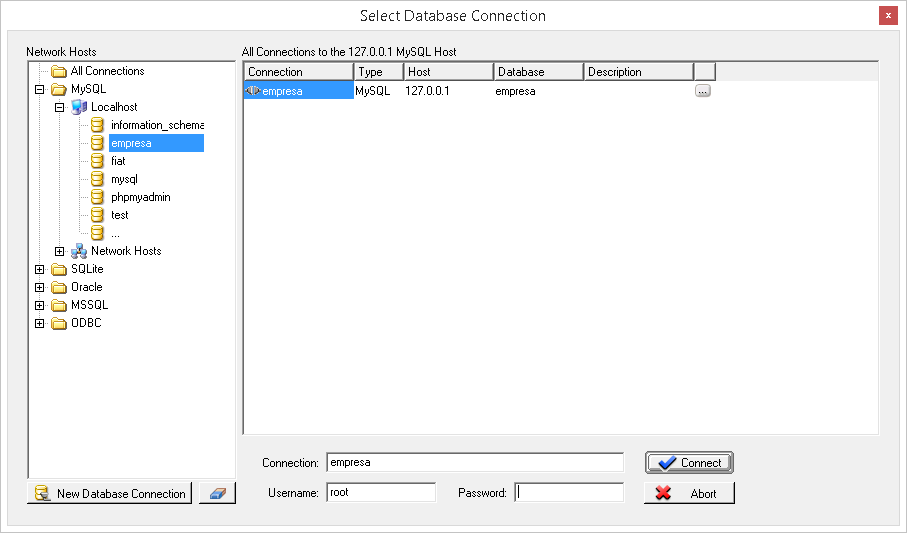 Select Database Connection
x
Network Hosts
All Connections to the 127.0.0.1 MySQL Host
All Connections
MySQL
Localhost
information_schema
empresa
fiat
mysql
phpmyadmin
test
...
Network Hosts
SQLite
Oracle
MSSQL
ODBC
Connection Type Host Database Description
empresa MySQL 127.0.0.1 empresa ...
Connection: empresa
Connect
New Database Connection
Username: root Password:
Abort